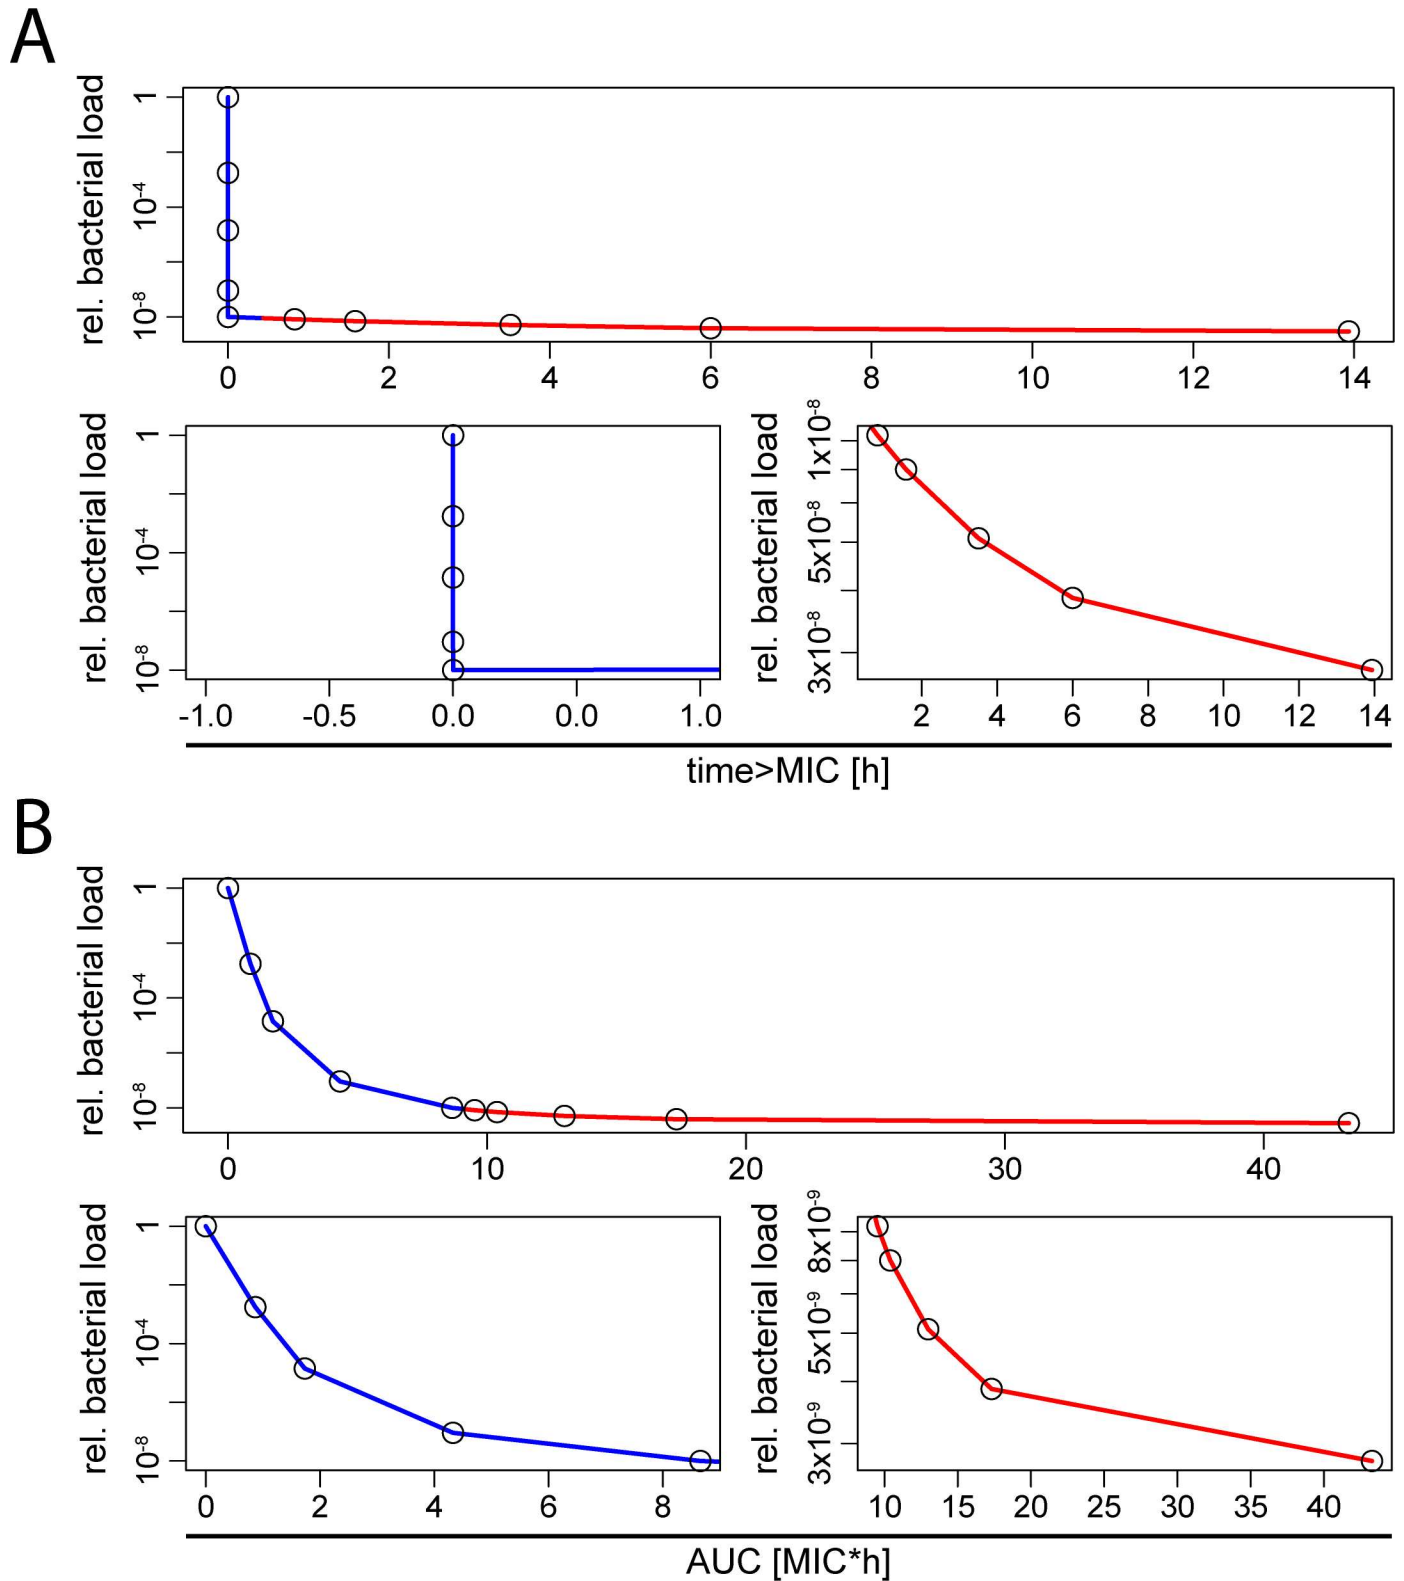 A
rel. bacterial load
1
10⁻⁴
10⁻⁸
0 2 4 6 8 10 12 14
rel. bacterial load
1
10⁻⁴
10⁻⁸
-1.0 -0.5 0.0 0.0 1.0
rel. bacterial load
1x10⁻⁸
5x10⁻⁸
3x10⁻⁸
2 4 6 8 10 12 14
time>MIC [h]
B
rel. bacterial load
1
10⁻⁴
10⁻⁸
0 10 20 30 40
rel. bacterial load
1
10⁻⁴
10⁻⁸
0 2 4 6 8
rel. bacterial load
8x10⁻⁹
5x10⁻⁹
3x10⁻⁹
10 15 20 25 30 35 40
AUC [MIC*h]